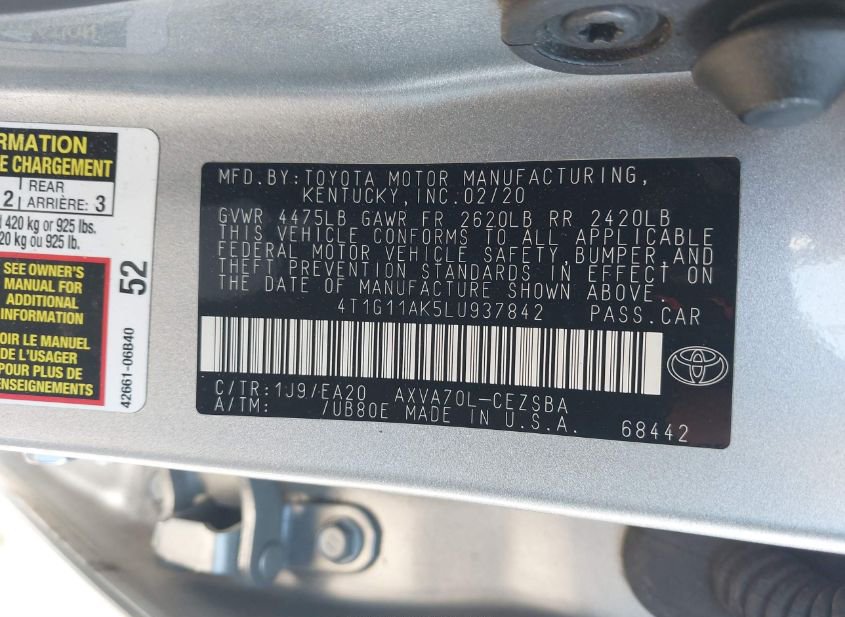 RMATION
E CHARGEMENT
2 REAR
ARRIÈRE: 3
420 kg or 925 lbs.
20 kg ou 925 lb.
SEE OWNER'S
MANUAL FOR
ADDITIONAL
INFORMATION
VOIR LE MANUEL
DE L'USAGER
POUR PLUS DE
RENSEIGNEMENTS
52
42661-06B40
MFD.BY:TOYOTA MOTOR MANUFACTURING,
KENTUCKY,INC.02/20
GVWR 4475LB GAWR FR 2620LB RR 2420LB
THIS VEHICLE CONFORMS TO ALL APPLICABLE
FEDERAL MOTOR VEHICLE SAFETY,BUMPER,AND
THEFT PREVENTION STANDARDS IN EFFECT ON
THE DATE OF MANUFACTURE SHOWN ABOVE.
4T1G11AK5LU937842 PASS.CAR
C/TR:1J9/EA20 AXVA70L-CEZSBA
A/TM: /UB80E MADE IN U.S.A.
68442